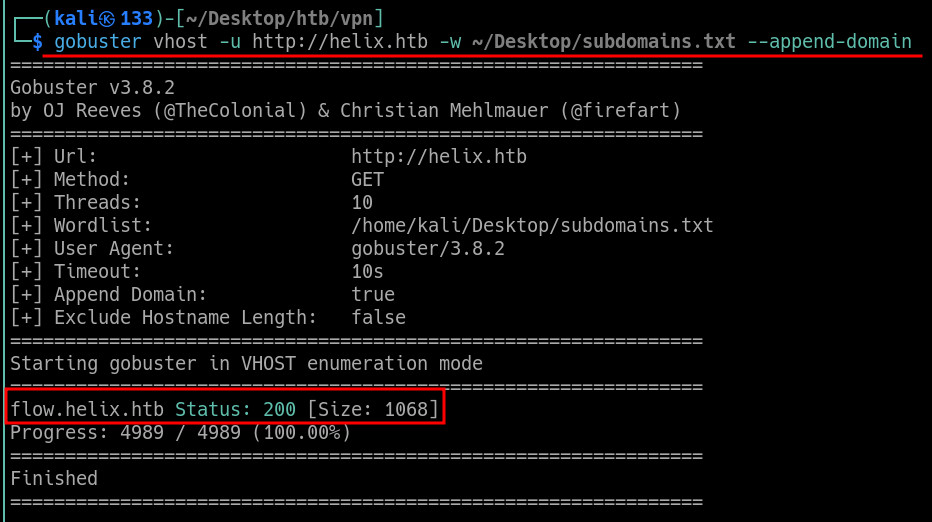 ┌──(kali㉿133)-[~/Desktop/htb/vpn]
└─$ gobuster vhost -u http://helix.htb -w ~/Desktop/subdomains.txt --append-domain
===============================================================
Gobuster v3.8.2
by OJ Reeves (@TheColonial) & Christian Mehlmauer (@firefart)
===============================================================
[+] Url:                       http://helix.htb
[+] Method:                    GET
[+] Threads:                   10
[+] Wordlist:                  /home/kali/Desktop/subdomains.txt
[+] User Agent:                gobuster/3.8.2
[+] Timeout:                   10s
[+] Append Domain:             true
[+] Exclude Hostname Length:   false
===============================================================
Starting gobuster in VHOST enumeration mode
===============================================================
flow.helix.htb Status: 200 [Size: 1068]
Progress: 4989 / 4989 (100.00%)
===============================================================
Finished
===============================================================